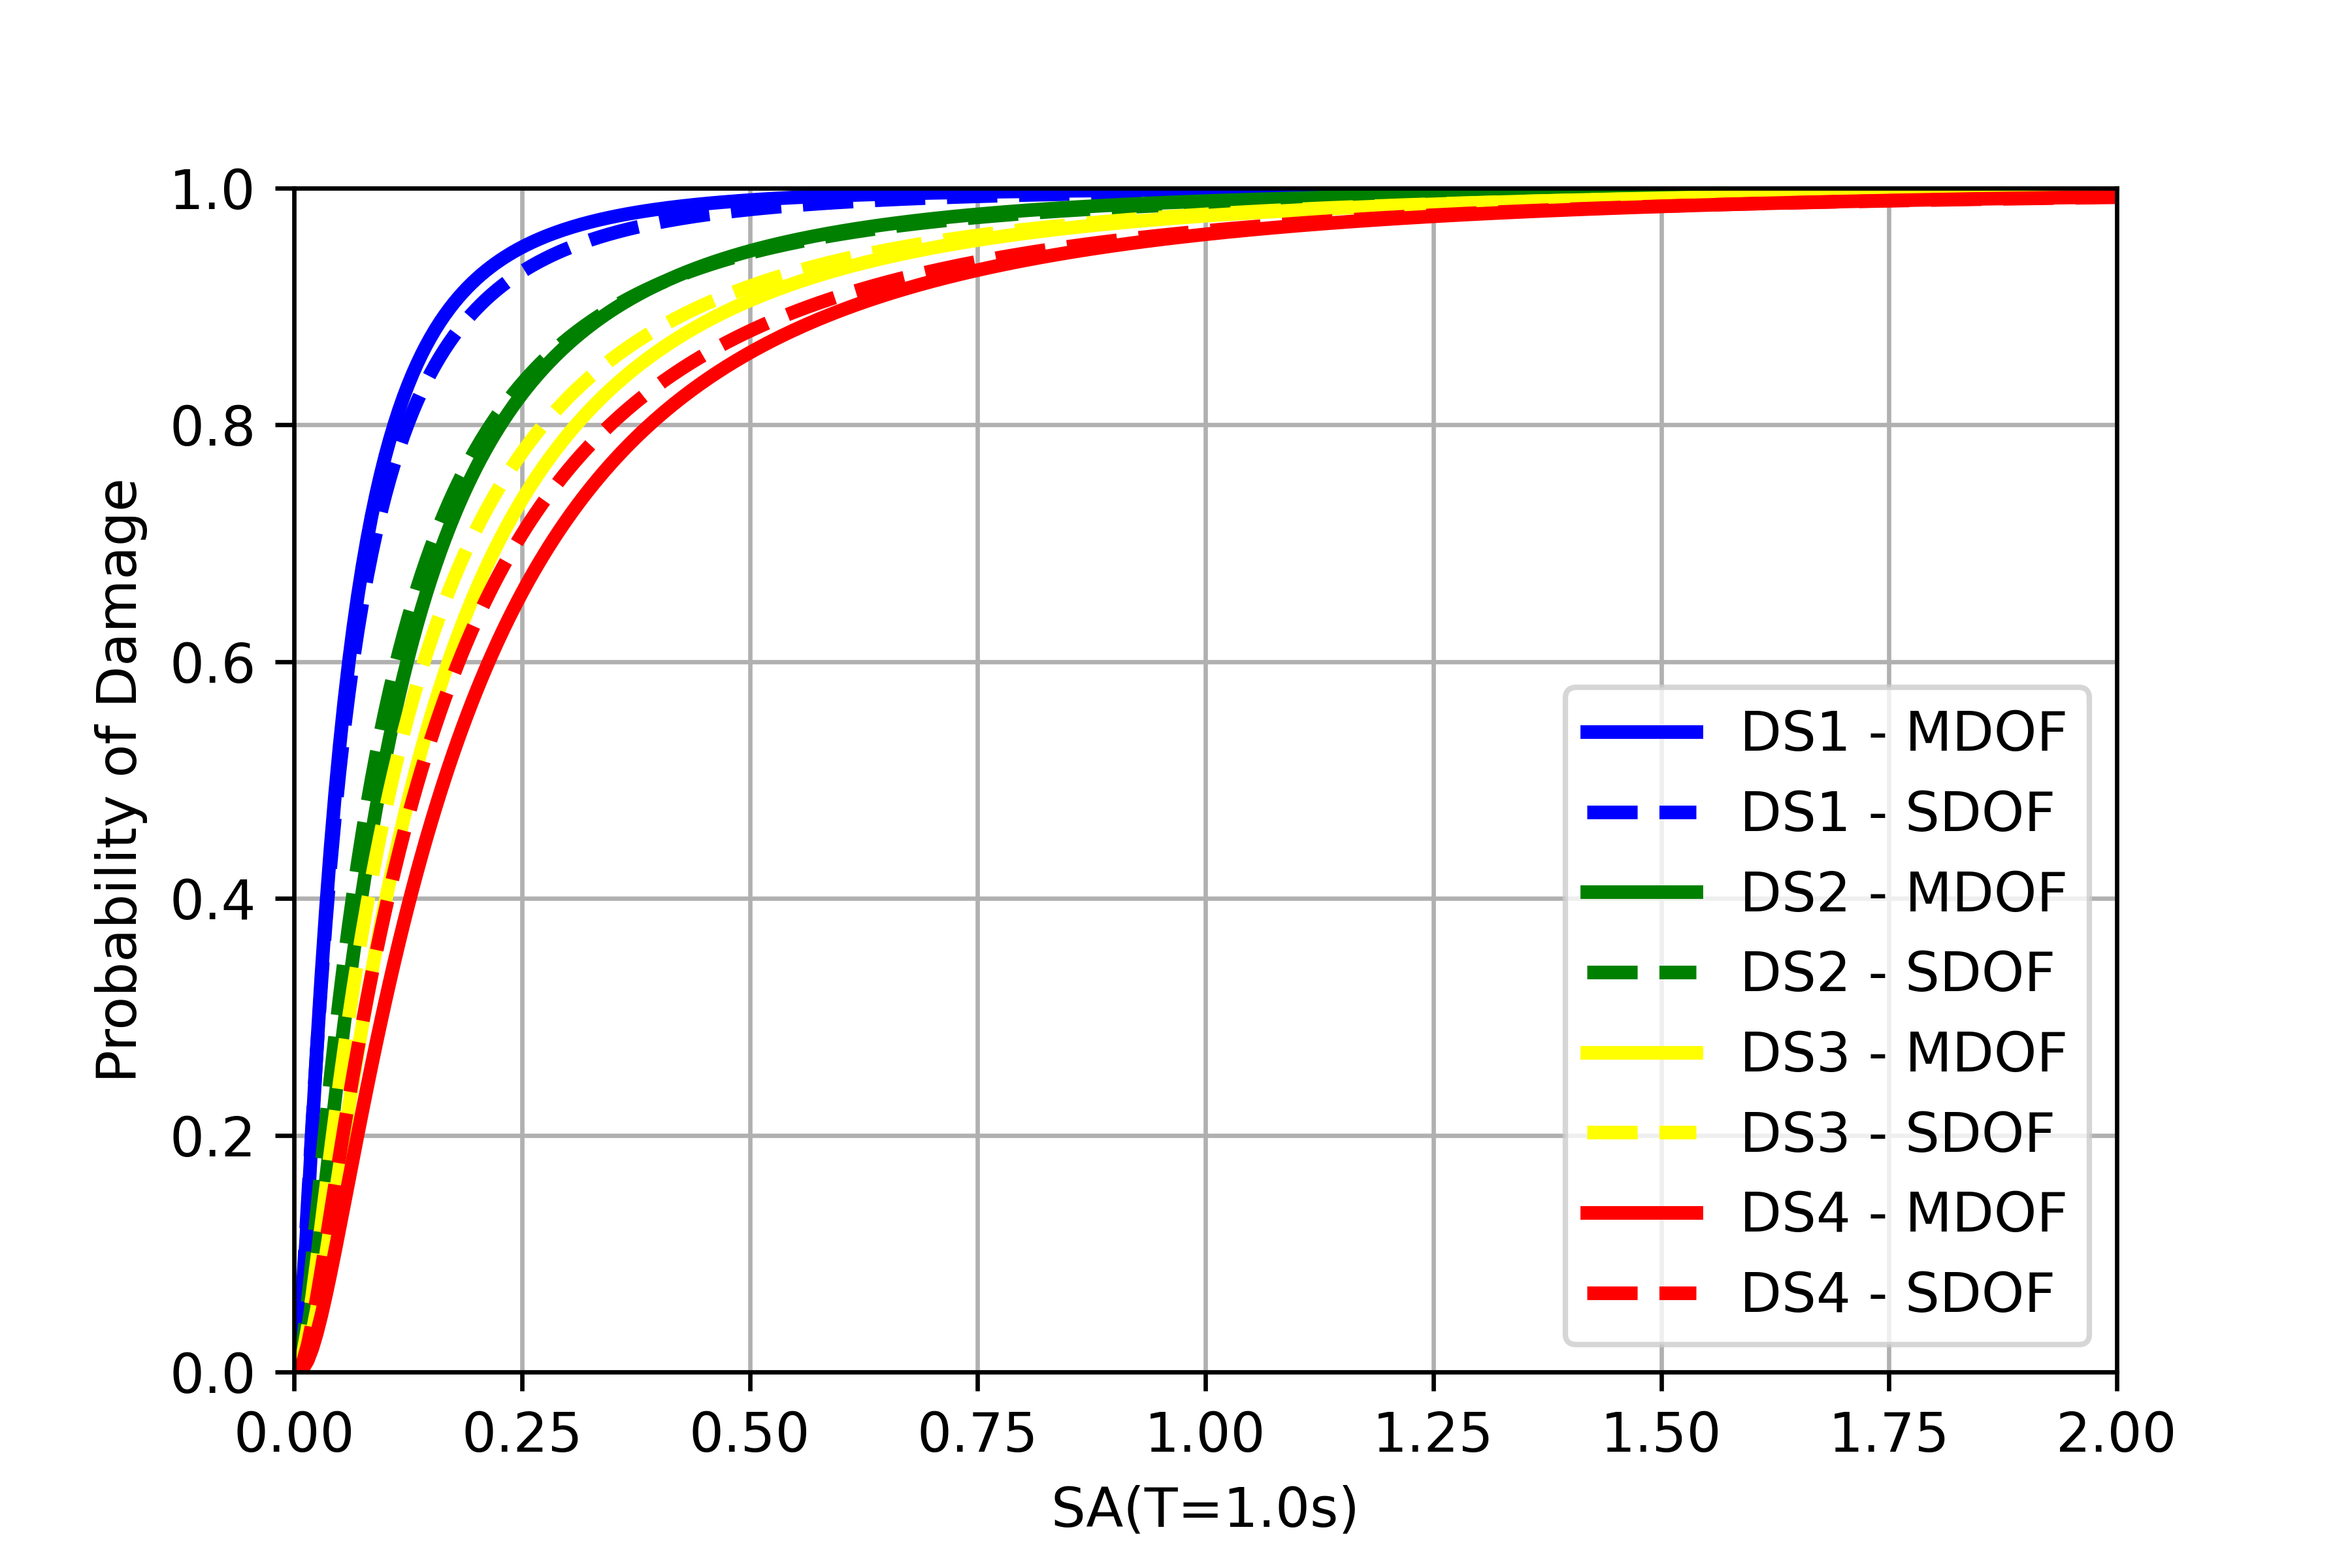 1.0
0.8
0.6
0.4
0.2
0.0
Probability of Damage
0.00 0.25 0.50 0.75 1.00 1.25 1.50 1.75 2.00
SA(T=1.0s)
DS1 - MDOF
DS1 - SDOF
DS2 - MDOF
DS2 - SDOF
DS3 - MDOF
DS3 - SDOF
DS4 - MDOF
DS4 - SDOF